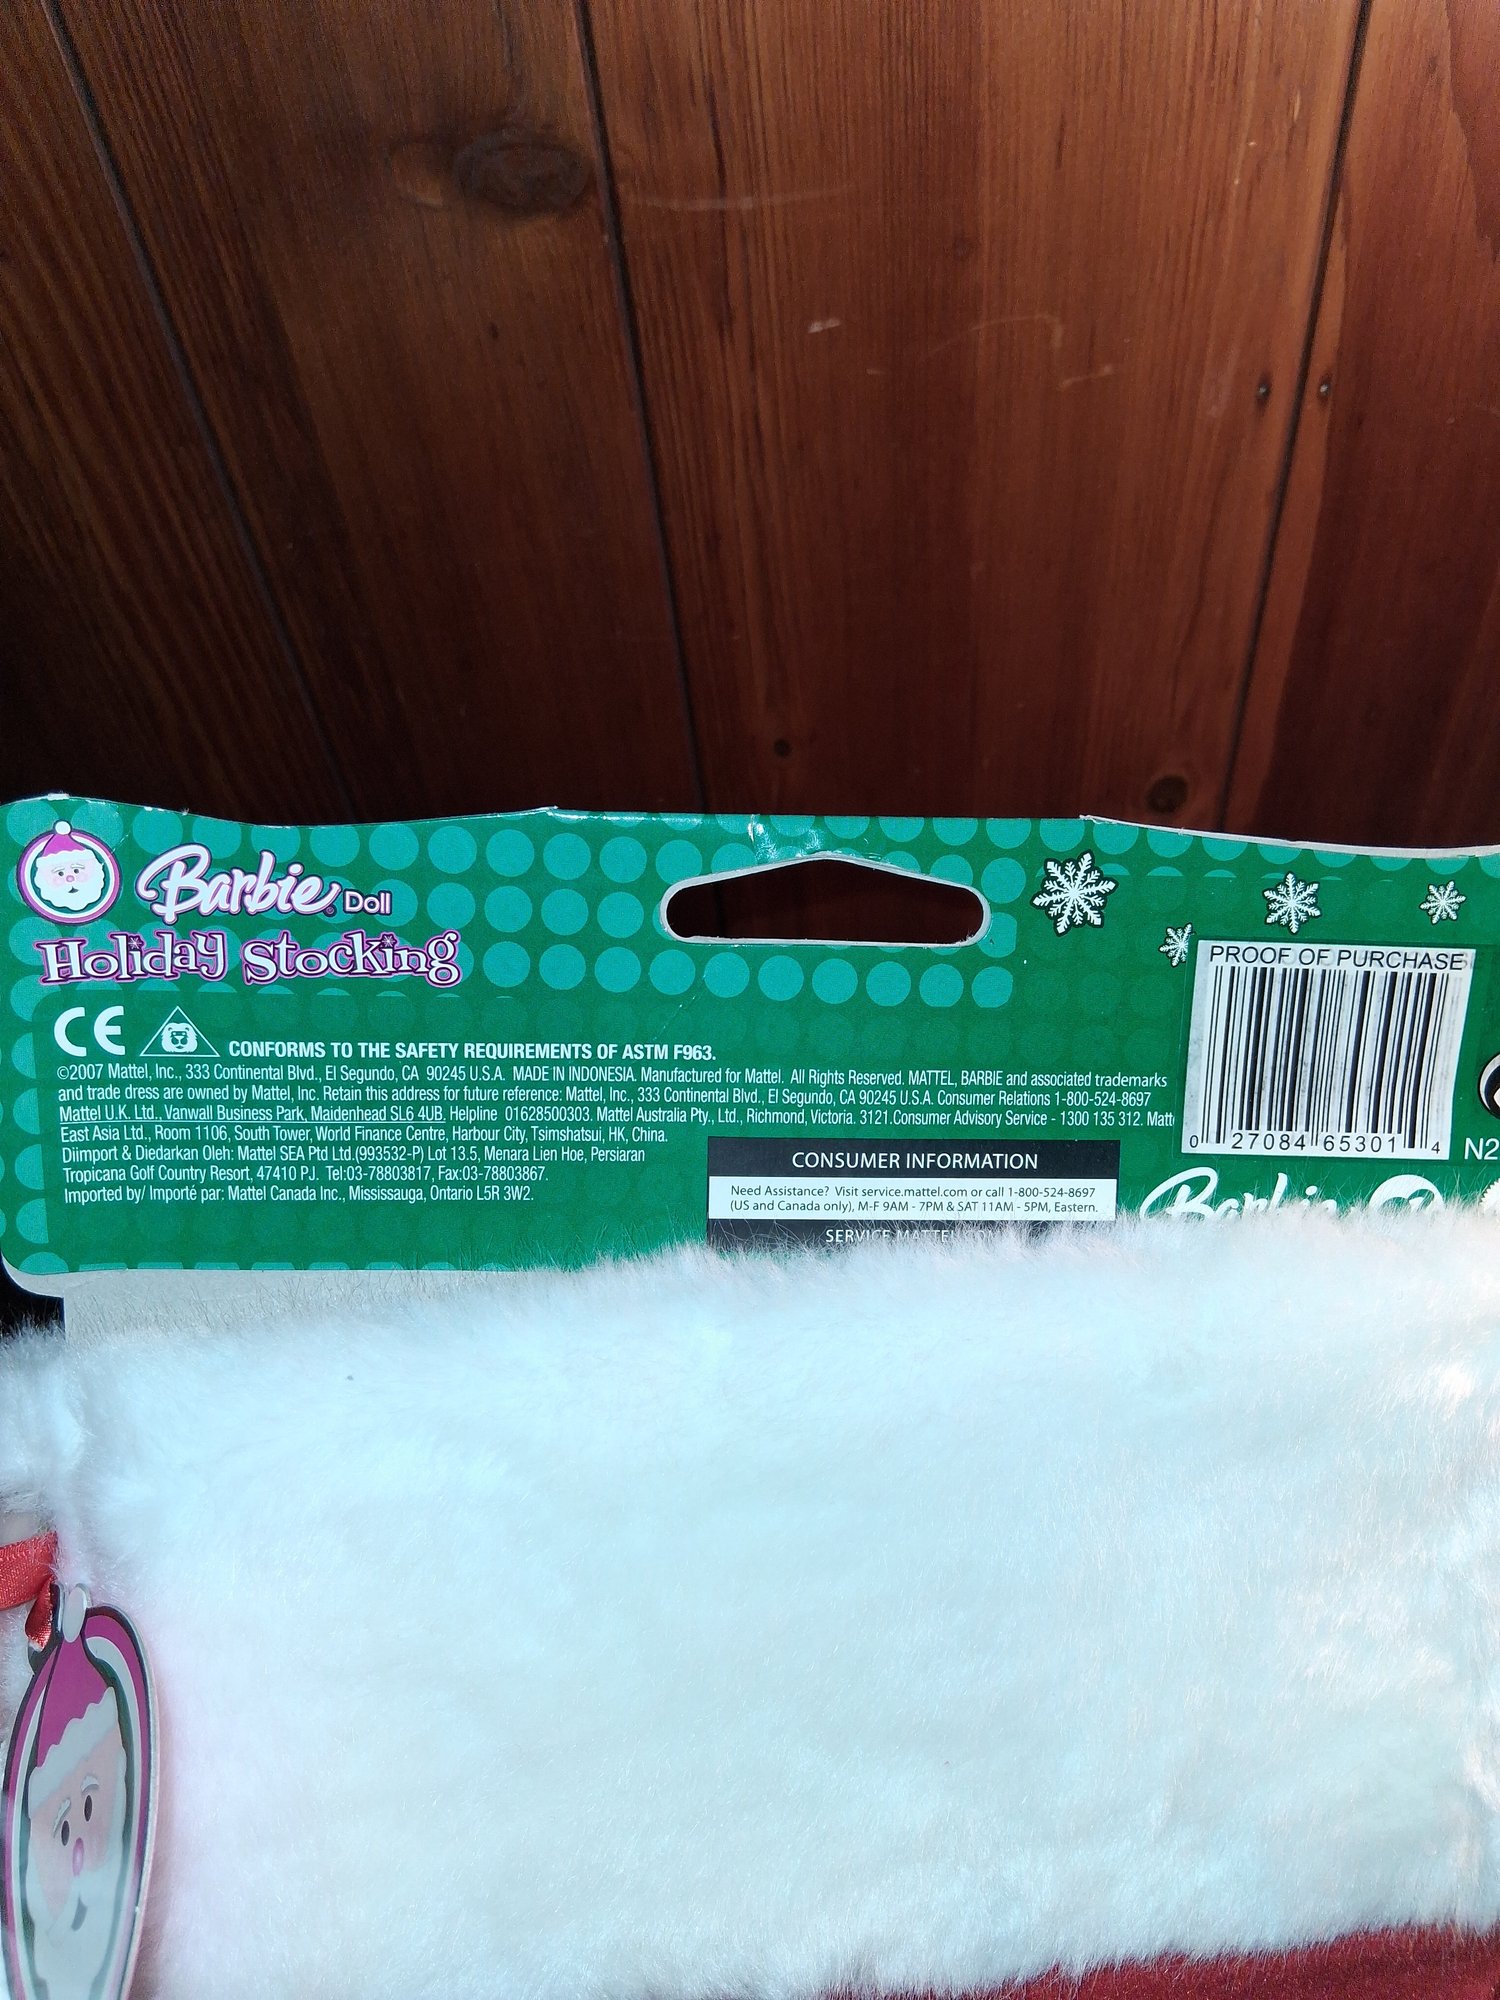 Barbie® Doll
Holiday Stocking
PROOF OF PURCHASE
CE
CONFORMS TO THE SAFETY REQUIREMENTS OF ASTM F963.
©2007 Mattel, Inc., 333 Continental Blvd., El Segundo, CA 90245 U.S.A. MADE IN INDONESIA. Manufactured for Mattel. All Rights Reserved. MATTEL, BARBIE and associated trademarks
and trade dress are owned by Mattel, Inc. Retain this address for future reference: Mattel, Inc., 333 Continental Blvd., El Segundo, CA 90245 U.S.A. Consumer Relations 1-800-524-8697
Mattel U.K. Ltd., Vanwall Business Park, Maidenhead SL6 4UB. Helpline 01628500303. Mattel Australia Pty., Ltd., Richmond, Victoria. 3121.Consumer Advisory Service - 1300 135 312. Matt
East Asia Ltd., Room 1106, South Tower, World Finance Centre, Harbour City, Tsimshatsui, HK, China.
Diimport & Diedarkan Oleh: Mattel SEA Ptd Ltd.(993532-P) Lot 13.5, Menara Lien Hoe, Persiaran
Tropicana Golf Country Resort, 47410 PJ. Tel:03-78803817, Fax:03-78803867.
Imported by/ Importé par: Mattel Canada Inc., Mississauga, Ontario L5R 3W2.
0 27084 65301 4
N2
CONSUMER INFORMATION
Need Assistance? Visit service.mattel.com or call 1-800-524-8697
(US and Canada only), M-F 9AM - 7PM & SAT 11AM - 5PM, Eastern.
SERVICE.MATTEL.COM
Barbie